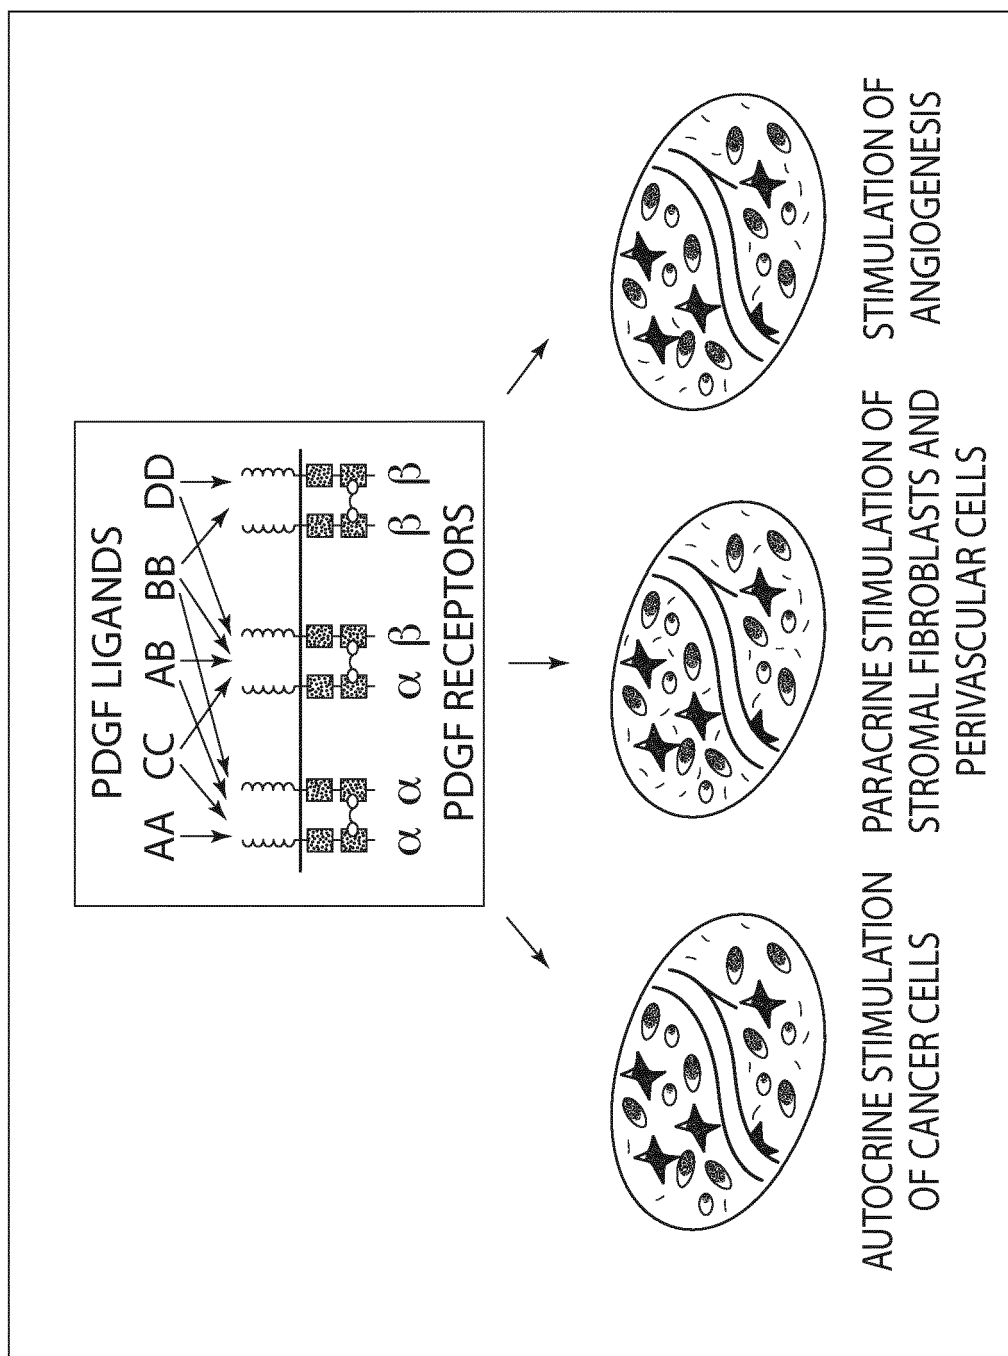 PDGF LIGANDS
AA CC AB BB DD
α α α β β β
PDGF RECEPTORS
AUTOCRINE STIMULATION
OF CANCER CELLS
PARACRINE STIMULATION OF
STROMAL FIBROBLASTS AND
PERIVASCULAR CELLS
STIMULATION OF
ANGIOGENESIS